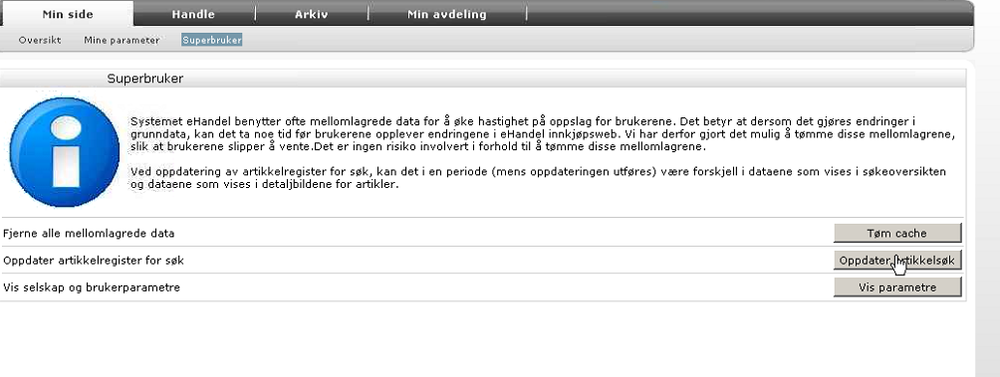 Min side Handle Arkiv Min avdeling
Oversikt Mine parameter Superbruker
Superbruker
Systemet eHandel benytter ofte mellomlagrede data for å øke hastighet på oppslag for brukerene. Det betyr at dersom det gjøres endringer i
grunndata, kan det ta noe tid før brukerene opplever endringene i eHandel innkjøpsweb. Vi har derfor gjort det mulig å tømme disse mellomlagrene,
slik at brukerene slipper å vente.Det er ingen risiko involvert i forhold til å tømme disse mellomlagrene.
Ved oppdatering av artikkelregister for søk, kan det i en periode (mens oppdateringen utføres) være forskjell i dataene som vises i søkeoversikten
og dataene som vises i detaljbildene for artikler.
Fjerne alle mellomlagrede data Tøm cache
Oppdater artikkelregister for søk Oppdater artikkelsøk
Vis selskap og brukerparametre Vis parametre